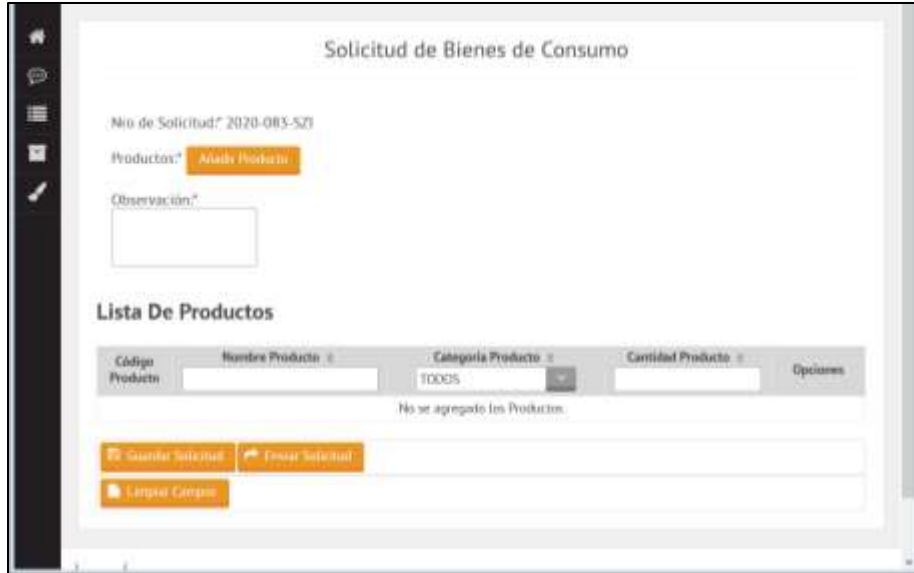 Solicitud de Bienes de Consumo
Nro de Solicitud:* 2020-083-SZI
Productos:* Añadir Producto
Observación:*
Lista De Productos
Código Producto
Nombre Producto
Categoría Producto
Cantidad Producto
Opciones
TODOS
No se agregado los Productos.
Guardar Solicitud
Enviar Solicitud
Limpiar Campos